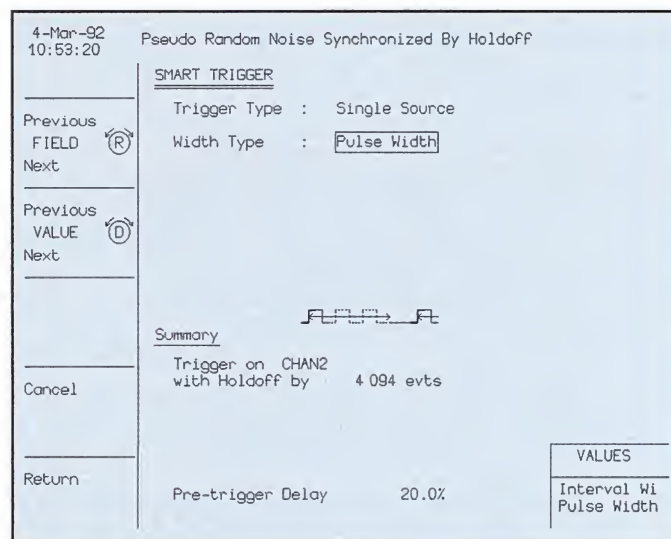 4-Mar-92
10:53:20
Pseudo Random Noise Synchronized By Holdoff
SMART TRIGGER
Trigger Type : Single Source
Width Type : Pulse Width
Previous
FIELD R
Next
Previous
VALUE D
Next
Summary
Trigger on CHAN2
with Holdoff by 4 094 evts
Cancel
Return
Pre-trigger Delay 20.0%
VALUES
Interval Wi
Pulse Width